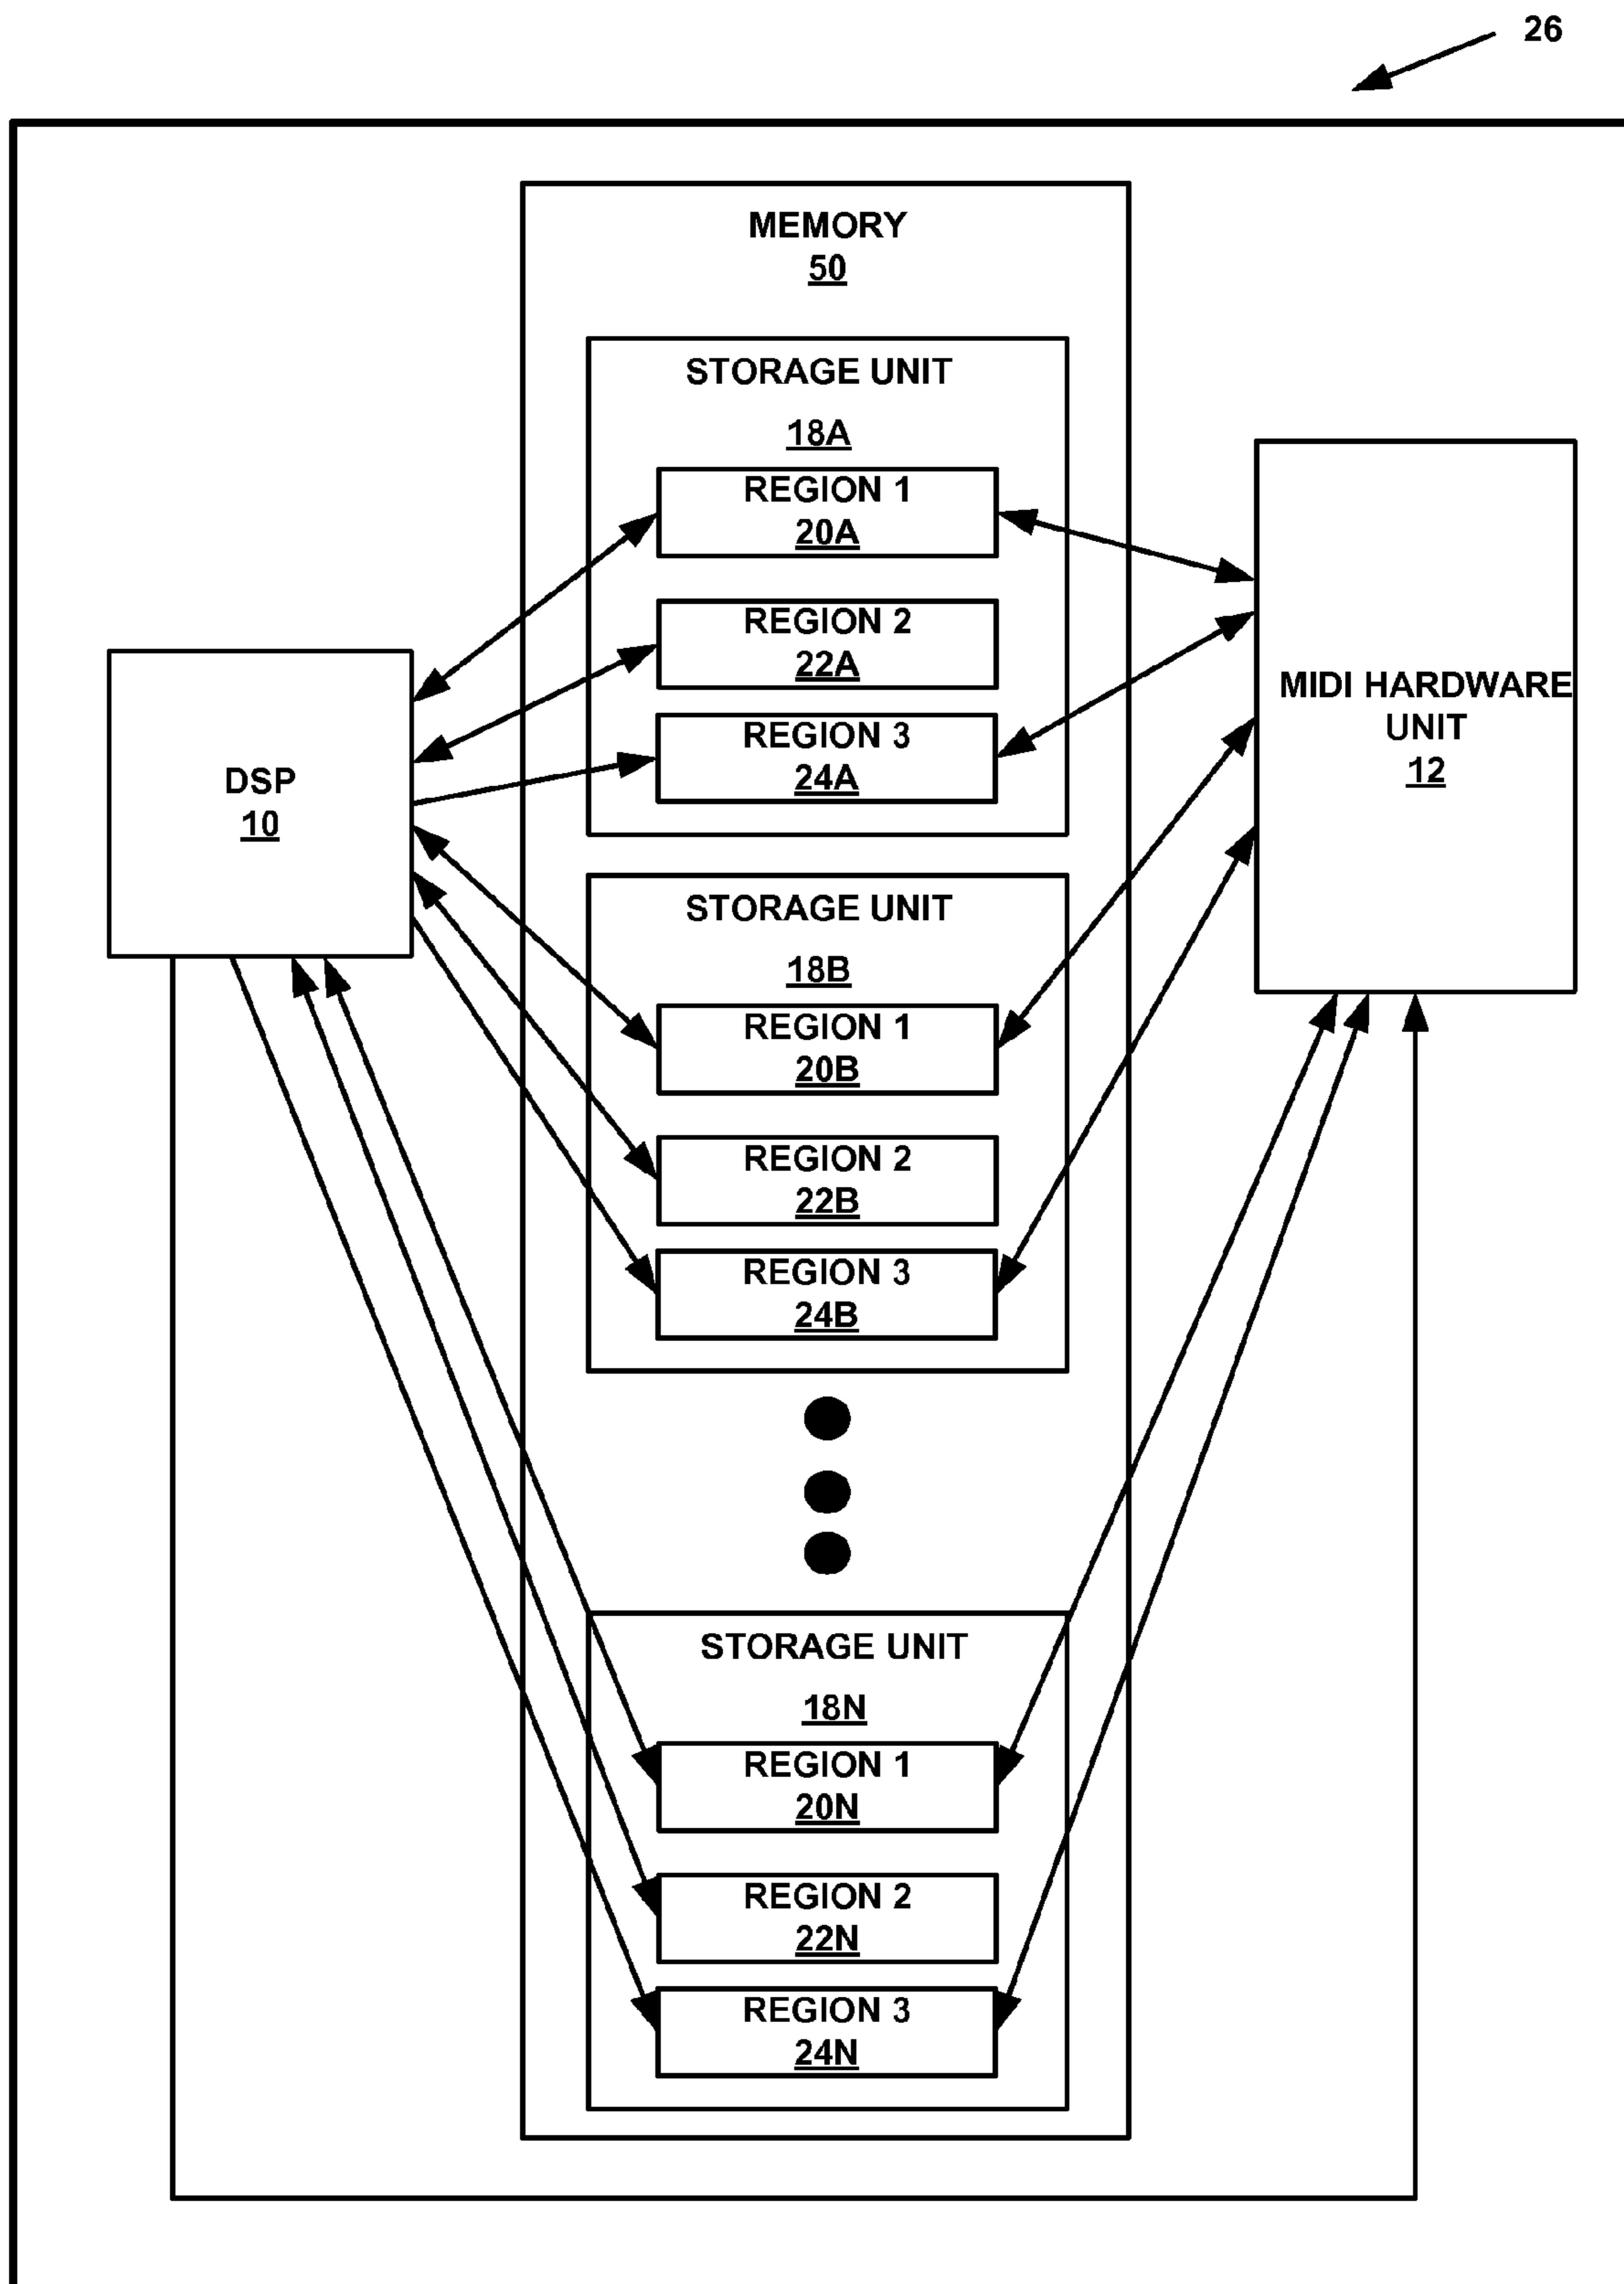 26
MEMORY
50
STORAGE UNIT
18A
REGION 1
20A
REGION 2
22A
REGION 3
24A
DSP
10
MIDI HARDWARE
UNIT
12
STORAGE UNIT
18B
REGION 1
20B
REGION 2
22B
REGION 3
24B
STORAGE UNIT
18N
REGION 1
20N
REGION 2
22N
REGION 3
24N